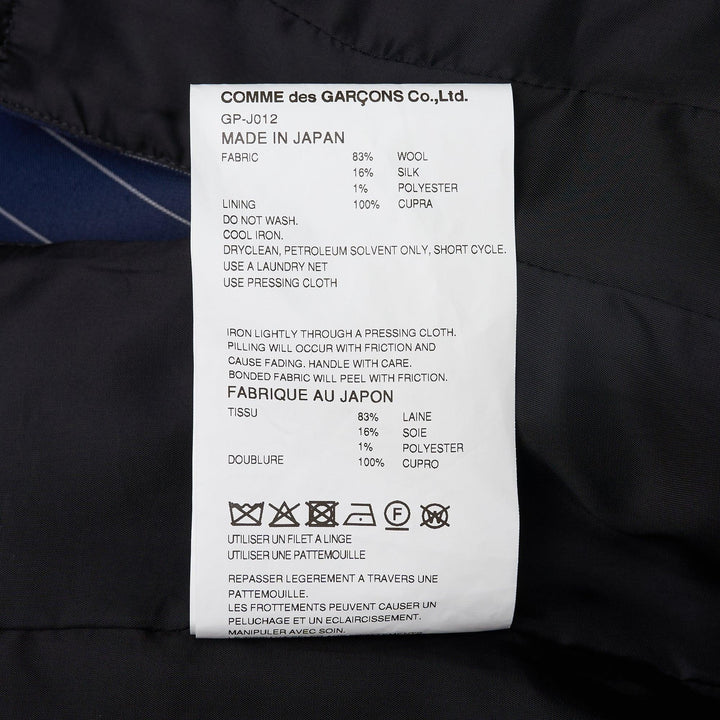 COMME des GARÇONS Co.,Ltd.
GP-J012
MADE IN JAPAN
FABRIC 83% WOOL
16% SILK
1% POLYESTER
LINING 100% CUPRA
DO NOT WASH.
COOL IRON.
DRYCLEAN, PETROLEUM SOLVENT ONLY, SHORT CYCLE.
USE A LAUNDRY NET
USE PRESSING CLOTH
IRON LIGHTLY THROUGH A PRESSING CLOTH.
PILLING WILL OCCUR WITH FRICTION AND
CAUSE FADING. HANDLE WITH CARE.
BONDED FABRIC WILL PEEL WITH FRICTION.
FABRIQUE AU JAPON
TISSU 83% LAINE
16% SOIE
1% POLYESTER
DOUBLURE 100% CUPRO
F W
UTILISER UN FILET A LINGE
UTILISER UNE PATTEMOUILLE
REPASSER LEGEREMENT A TRAVERS UNE
PATTEMOUILLE.
LES FROTTEMENTS PEUVENT CAUSER UN
PELUCHAGE ET UN ECLAIRCISSEMENT.
MANIPULER AVEC SOIN.